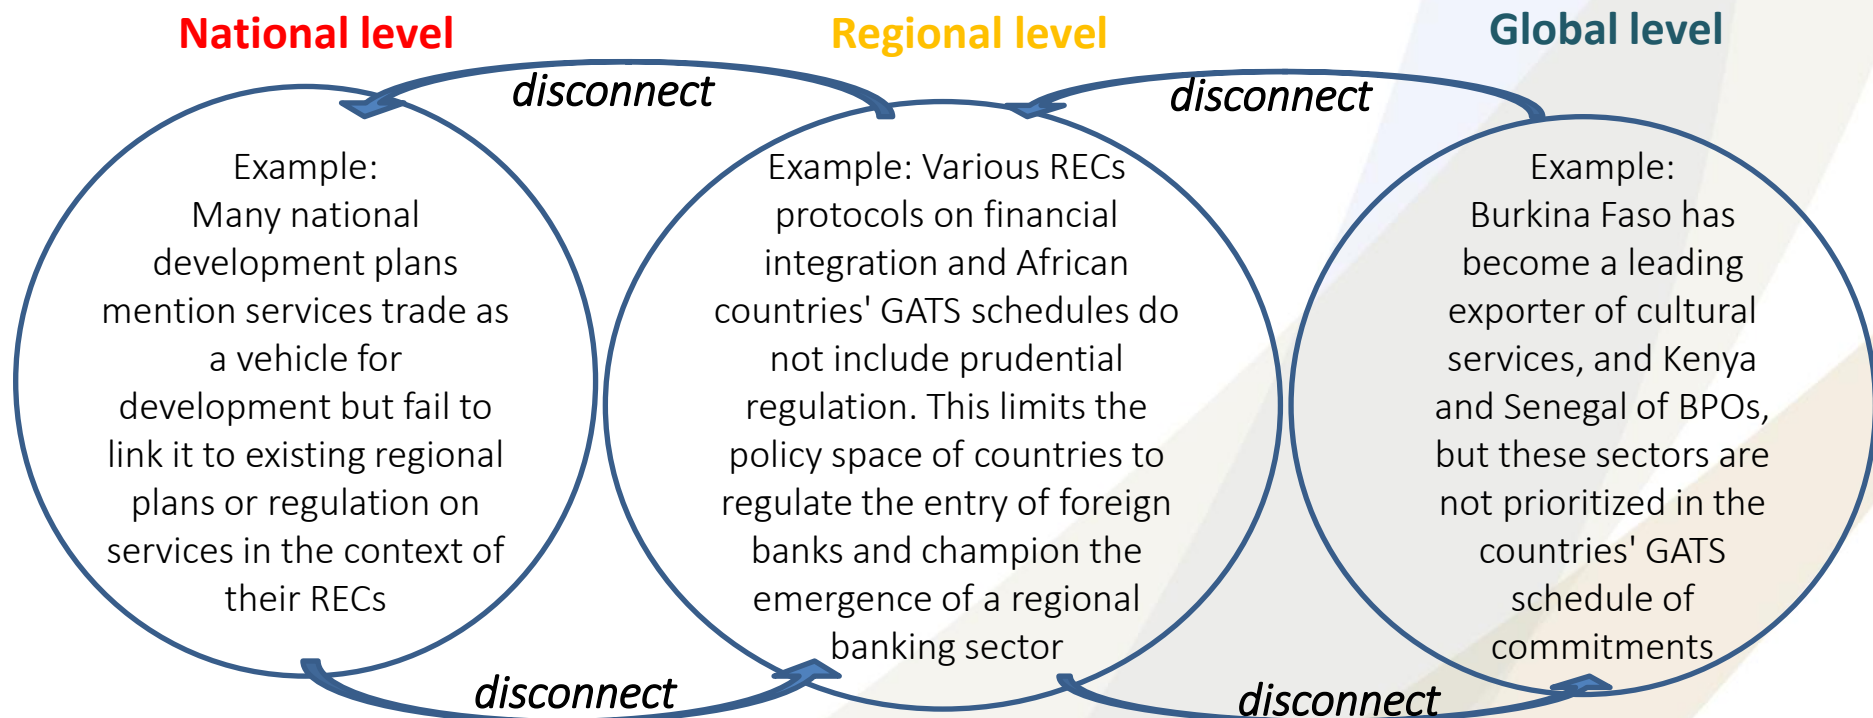 National level
Regional level
Global level
disconnect
disconnect
Example:
Many national
development plans
mention services trade as
a vehicle for
development but fail to
link it to existing regional
plans or regulation on
services in the context of
their RECs
Example: Various RECs
protocols on financial
integration and African
countries' GATS schedules do
not include prudential
regulation. This limits the
policy space of countries to
regulate the entry of foreign
banks and champion the
emergence of a regional
banking sector
Example:
Burkina Faso has
become a leading
exporter of cultural
services, and Kenya
and Senegal of BPOs,
but these sectors are
not prioritized in the
countries' GATS
schedule of
commitments
disconnect
disconnect